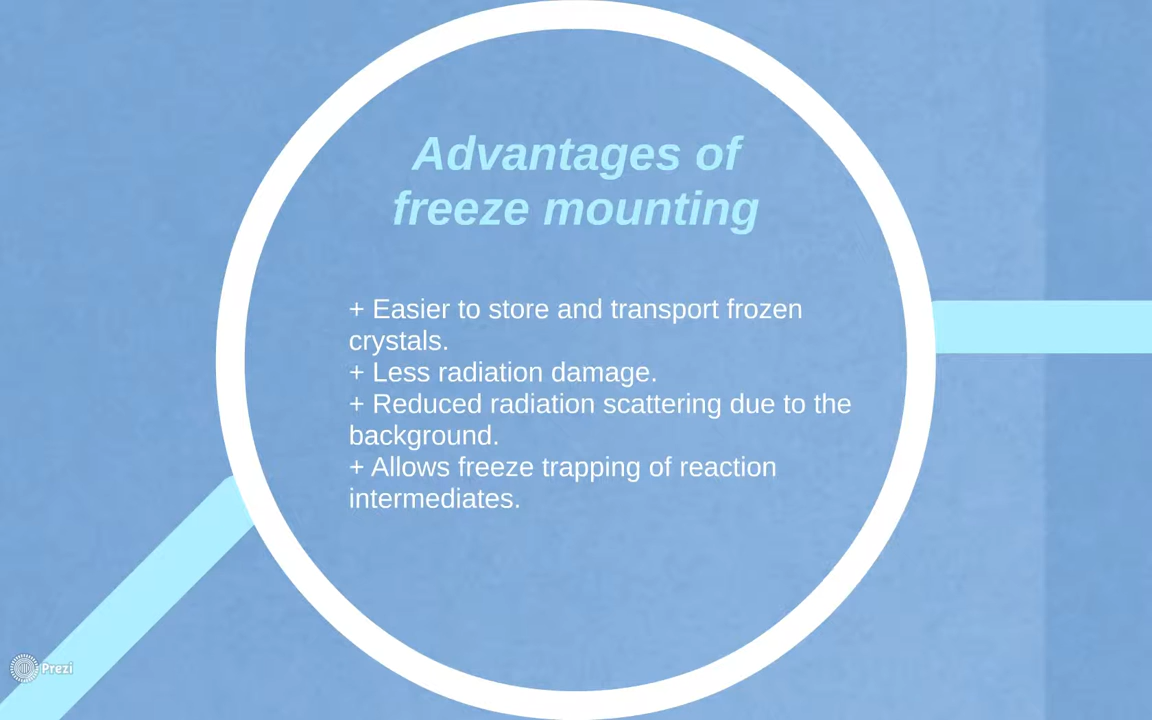 Advantages of
freeze mounting
+ Easier to store and transport frozen
crystals.
+ Less radiation damage.
+ Reduced radiation scattering due to the
background.
+ Allows freeze trapping of reaction
intermediates.
Prezi